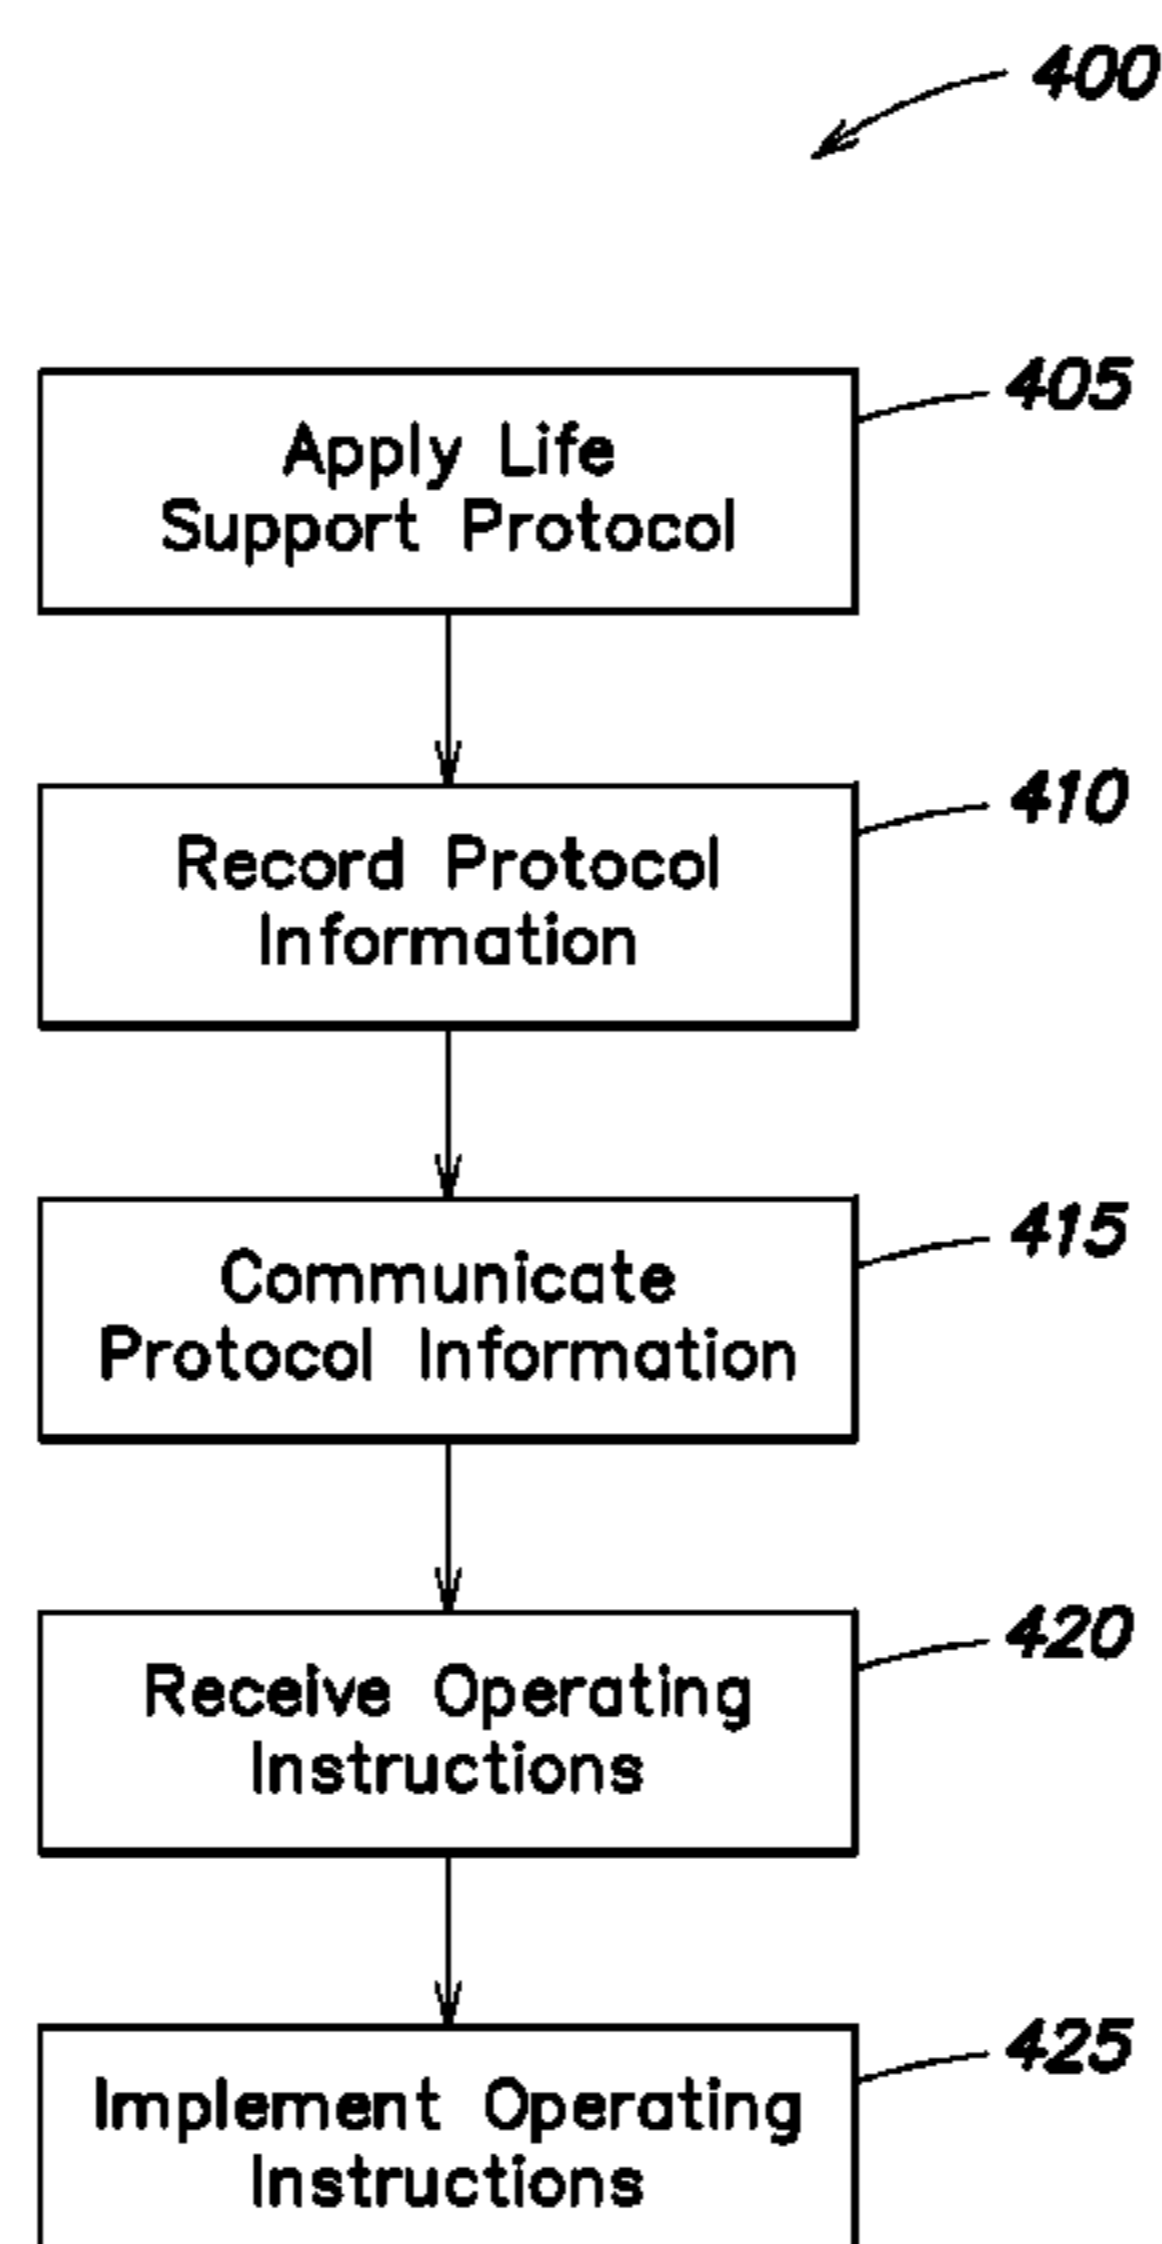 400
405
Apply Life
Support Protocol
410
Record Protocol
Information
415
Communicate
Protocol Information
420
Receive Operating
Instructions
425
Implement Operating
Instructions